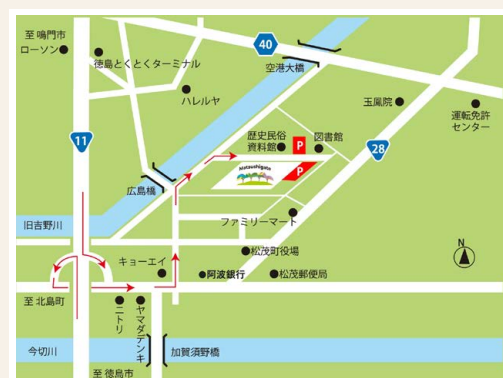 至 鳴門市
ローソン
徳島とくとくターミナル
40
空港大橋
ハレルヤ
玉鳳院
運転免許
センター
11
歴史民俗
資料館
P
図書館
28
Matsushigate
P
広島橋
旧吉野川
ファミリーマート
N
松茂町役場
キョーエイ
阿波銀行
松茂郵便局
至 北島町
ニトリ
ヤマダデンキ
今切川
加賀須野橋
至 徳島市